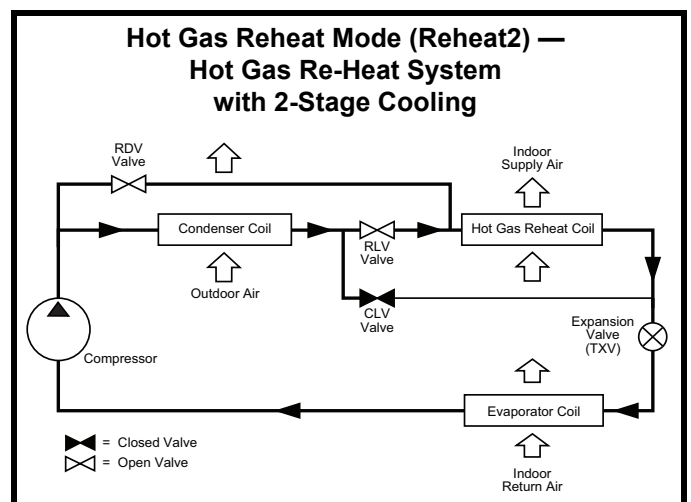 Hot Gas Reheat Mode (Reheat2) —
Hot Gas Re-Heat System
with 2-Stage Cooling
RDV
Valve
Indoor
Supply Air
Condenser Coil
RLV
Valve
Hot Gas Reheat Coil
Outdoor Air
CLV
Valve
Expansion
Valve
(TXV)
Compressor
Evaporator Coil
= Closed Valve
= Open Valve
Indoor
Return Air